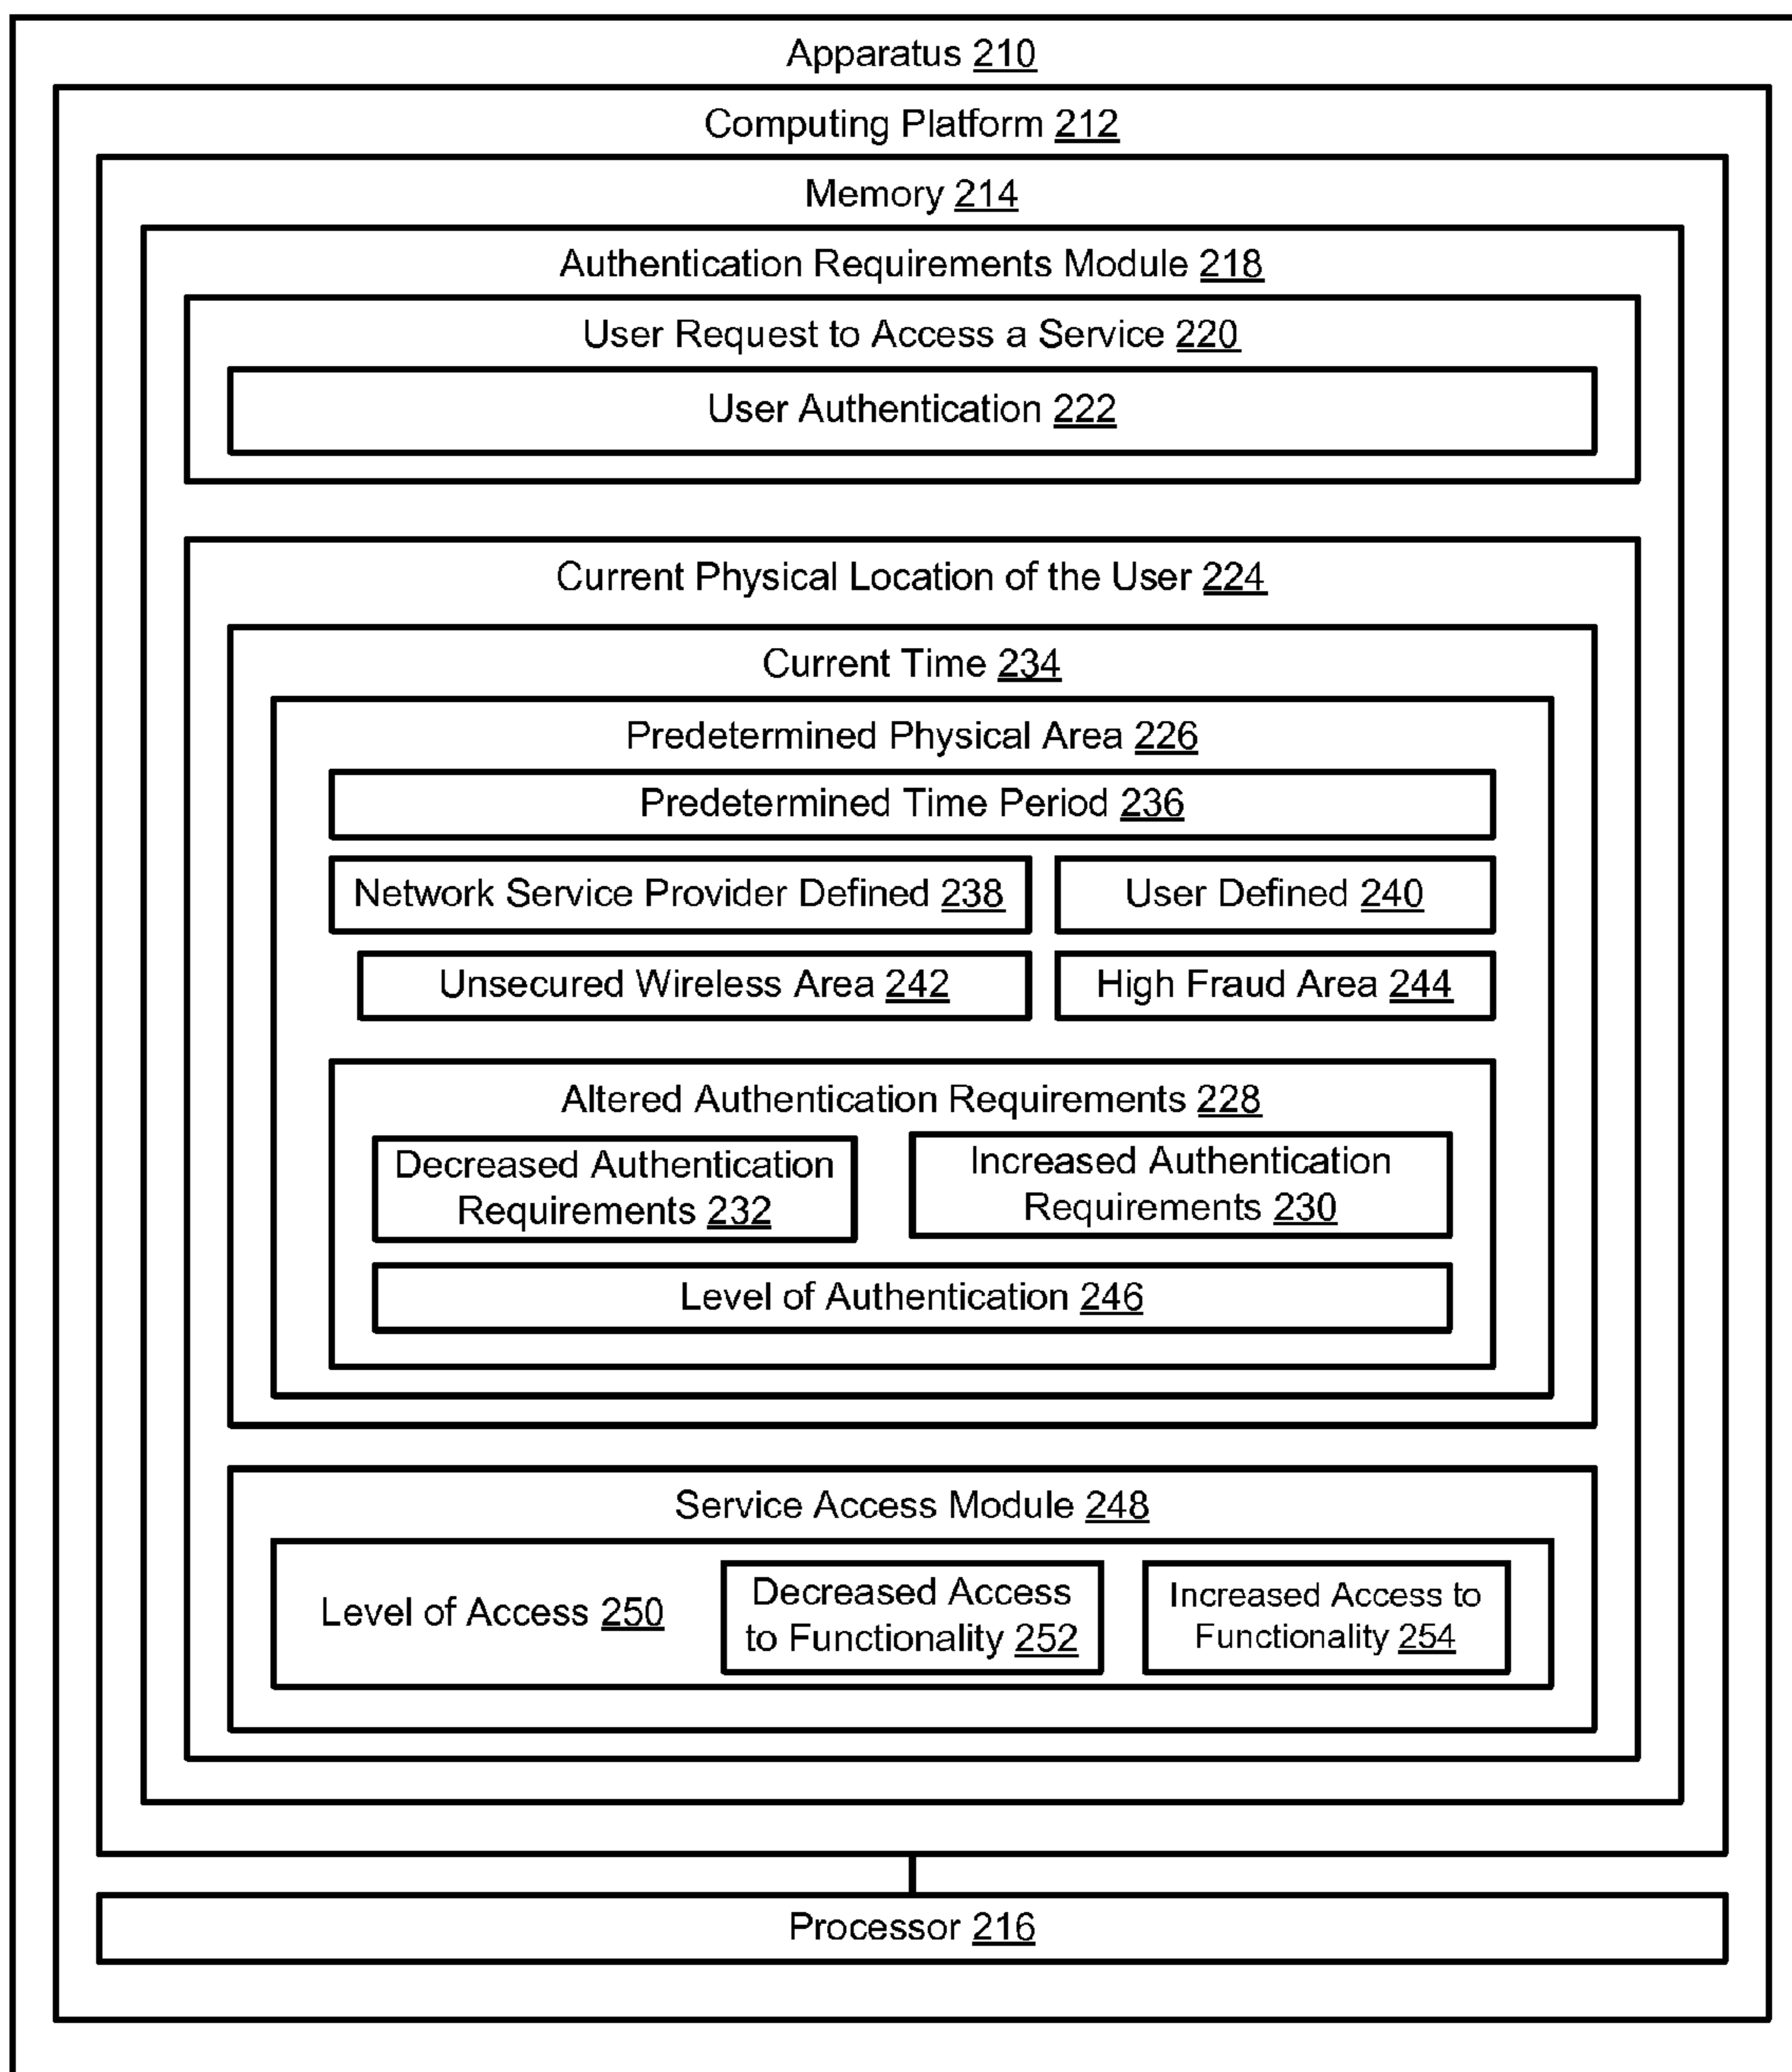 Apparatus 210
Computing Platform 212
Memory 214
Authentication Requirements Module 218
User Request to Access a Service 220
User Authentication 222
Current Physical Location of the User 224
Current Time 234
Predetermined Physical Area 226
Predetermined Time Period 236
Network Service Provider Defined 238
User Defined 240
Unsecured Wireless Area 242
High Fraud Area 244
Altered Authentication Requirements 228
Decreased Authentication
Requirements 232
Increased Authentication
Requirements 230
Level of Authentication 246
Service Access Module 248
Level of Access 250
Decreased Access
to Functionality 252
Increased Access to
Functionality 254
Processor 216